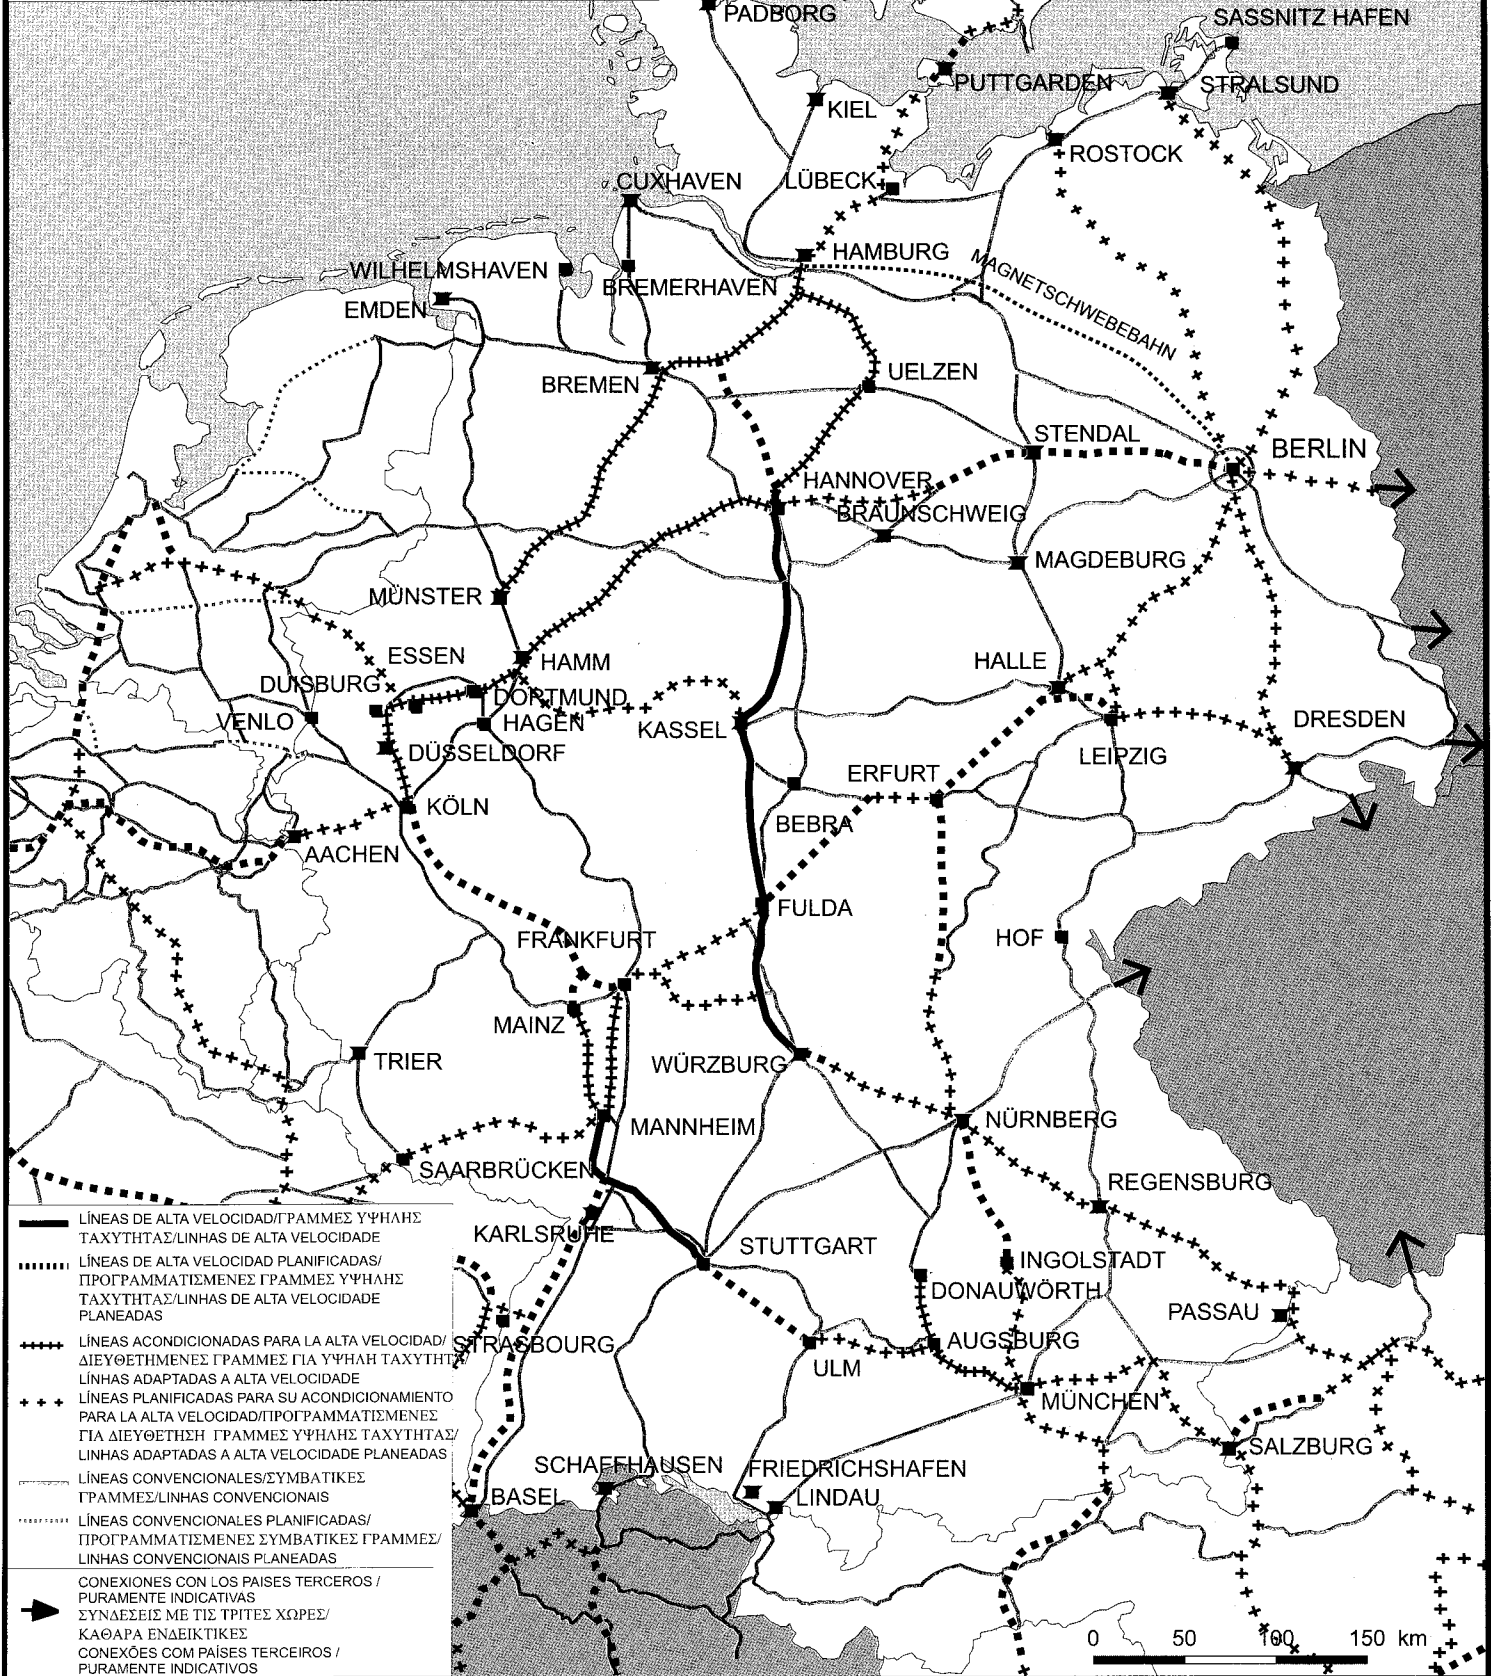 PADBORG
SASSNITZ HAFEN
PUTTGARDEN
STRALSUND
KIEL
ROSTOCK
CUXHAVEN
LÜBECK
HAMBURG
WILHELMSHAVEN
BREMERHAVEN
MAGNETSCHWEBEBAHN
EMDEN
BREMEN
UELZEN
STENDAL
BERLIN
HANNOVER
BRAUNSCHWEIG
MAGDEBURG
MÜNSTER
ESSEN
HAMM
HALLE
DUISBURG
DORTMUND
VENLO
HAGEN
KASSEL
DRESDEN
DÜSSELDORF
LEIPZIG
ERFURT
KÖLN
BEBRA
AACHEN
FULDA
FRANKFURT
HOF
MAINZ
TRIER
WÜRZBURG
MANNHEIM
NÜRNBERG
SAARBRÜCKEN
REGENSBURG
KARLSRUHE
STUTTGART
INGOLSTADT
DONAUWÖRTH
PASSAU
STRASBOURG
AUGSBURG
ULM
MÜNCHEN
SALZBURG
SCHAFFHAUSEN
FRIEDRICHSHAFEN
BASEL
LINDAU
LÍNEAS DE ALTA VELOCIDAD/ΓΡΑΜΜΕΣ ΥΨΗΛΗΣ
ΤΑΧΥΤΗΤΑΣ/LINHAS DE ALTA VELOCIDADE
LÍNEAS DE ALTA VELOCIDAD PLANIFICADAS/
ΠΡΟΓΡΑΜΜΑΤΙΣΜΕΝΕΣ ΓΡΑΜΜΕΣ ΥΨΗΛΗΣ
ΤΑΧΥΤΗΤΑΣ/LINHAS DE ALTA VELOCIDADE
PLANEADAS
LÍNEAS ACONDICIONADAS PARA LA ALTA VELOCIDAD/
ΔΙΕΥΘΕΤΗΜΕΝΕΣ ΓΡΑΜΜΕΣ ΓΙΑ ΥΨΗΛΗ ΤΑΧΥΤΗΤΑ/
LÍNHAS ADAPTADAS A ALTA VELOCIDADE
LÍNEAS PLANIFICADAS PARA SU ACONDICIONAMIENTO
PARA LA ALTA VELOCIDAD/ΠΡΟΓΡΑΜΜΑΤΙΣΜΕΝΕΣ
ΓΙΑ ΔΙΕΥΘΕΤΗΣΗ ΓΡΑΜΜΕΣ ΥΨΗΛΗΣ ΤΑΧΥΤΗΤΑΣ/
LINHAS ADAPTADAS A ALTA VELOCIDADE PLANEADAS
LÍNEAS CONVENCIONALES/ΣΥΜΒΑΤΙΚΕΣ
ΓΡΑΜΜΕΣ/LINHAS CONVENCIONAIS
LÍNEAS CONVENCIONALES PLANIFICADAS/
ΠΡΟΓΡΑΜΜΑΤΙΣΜΕΝΕΣ ΣΥΜΒΑΤΙΚΕΣ ΓΡΑΜΜΕΣ/
LINHAS CONVENCIONAIS PLANEADAS
CONEXIONES CON LOS PAISES TERCEROS /
PURAMENTE INDICATIVAS
ΣΥΝΔΕΣΕΙΣ ΜΕ ΤΙΣ ΤΡΙΤΕΣ ΧΩΡΕΣ/
ΚΑΘΑΡΑ ΕΝΔΕΙΚΤΙΚΕΣ
CONEXÕES COM PAÍSES TERCEIROS /
PURAMENTE INDICATIVOS
0 50 100 150 km